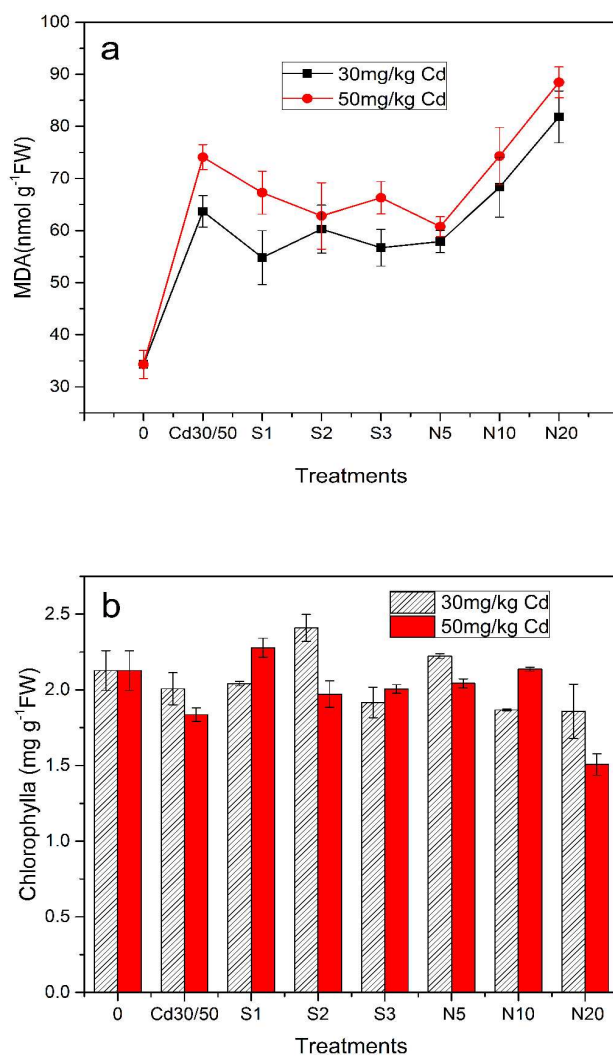 a
30mg/kg Cd
50mg/kg Cd
100
90
80
70
60
50
40
30
MDA(nmol g⁻¹FW)
0 Cd30/50 S1 S2 S3 N5 N10 N20
Treatments
b
30mg/kg Cd
50mg/kg Cd
2.5
2.0
1.5
1.0
0.5
0.0
Chlorophylla (mg g⁻¹FW)
0 Cd30/50 S1 S2 S3 N5 N10 N20
Treatments